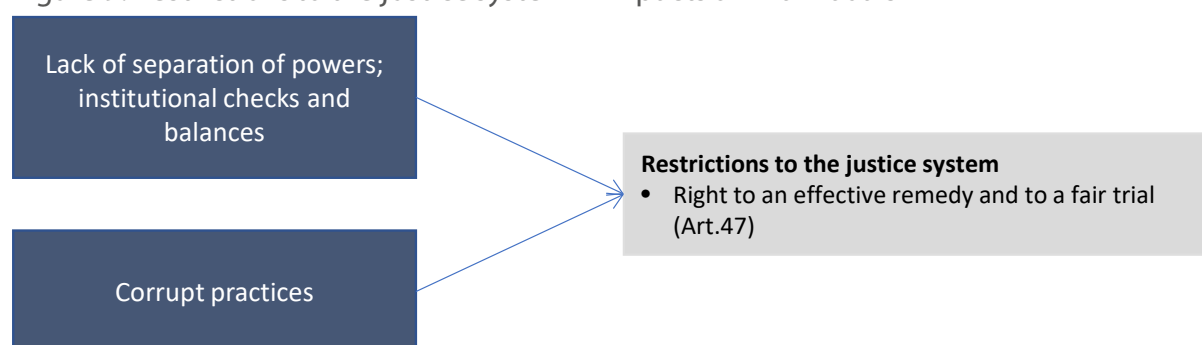 Lack of separation of powers;
institutional checks and
balances
Restrictions to the justice system
• Right to an effective remedy and to a fair trial
(Art.47)
Corrupt practices